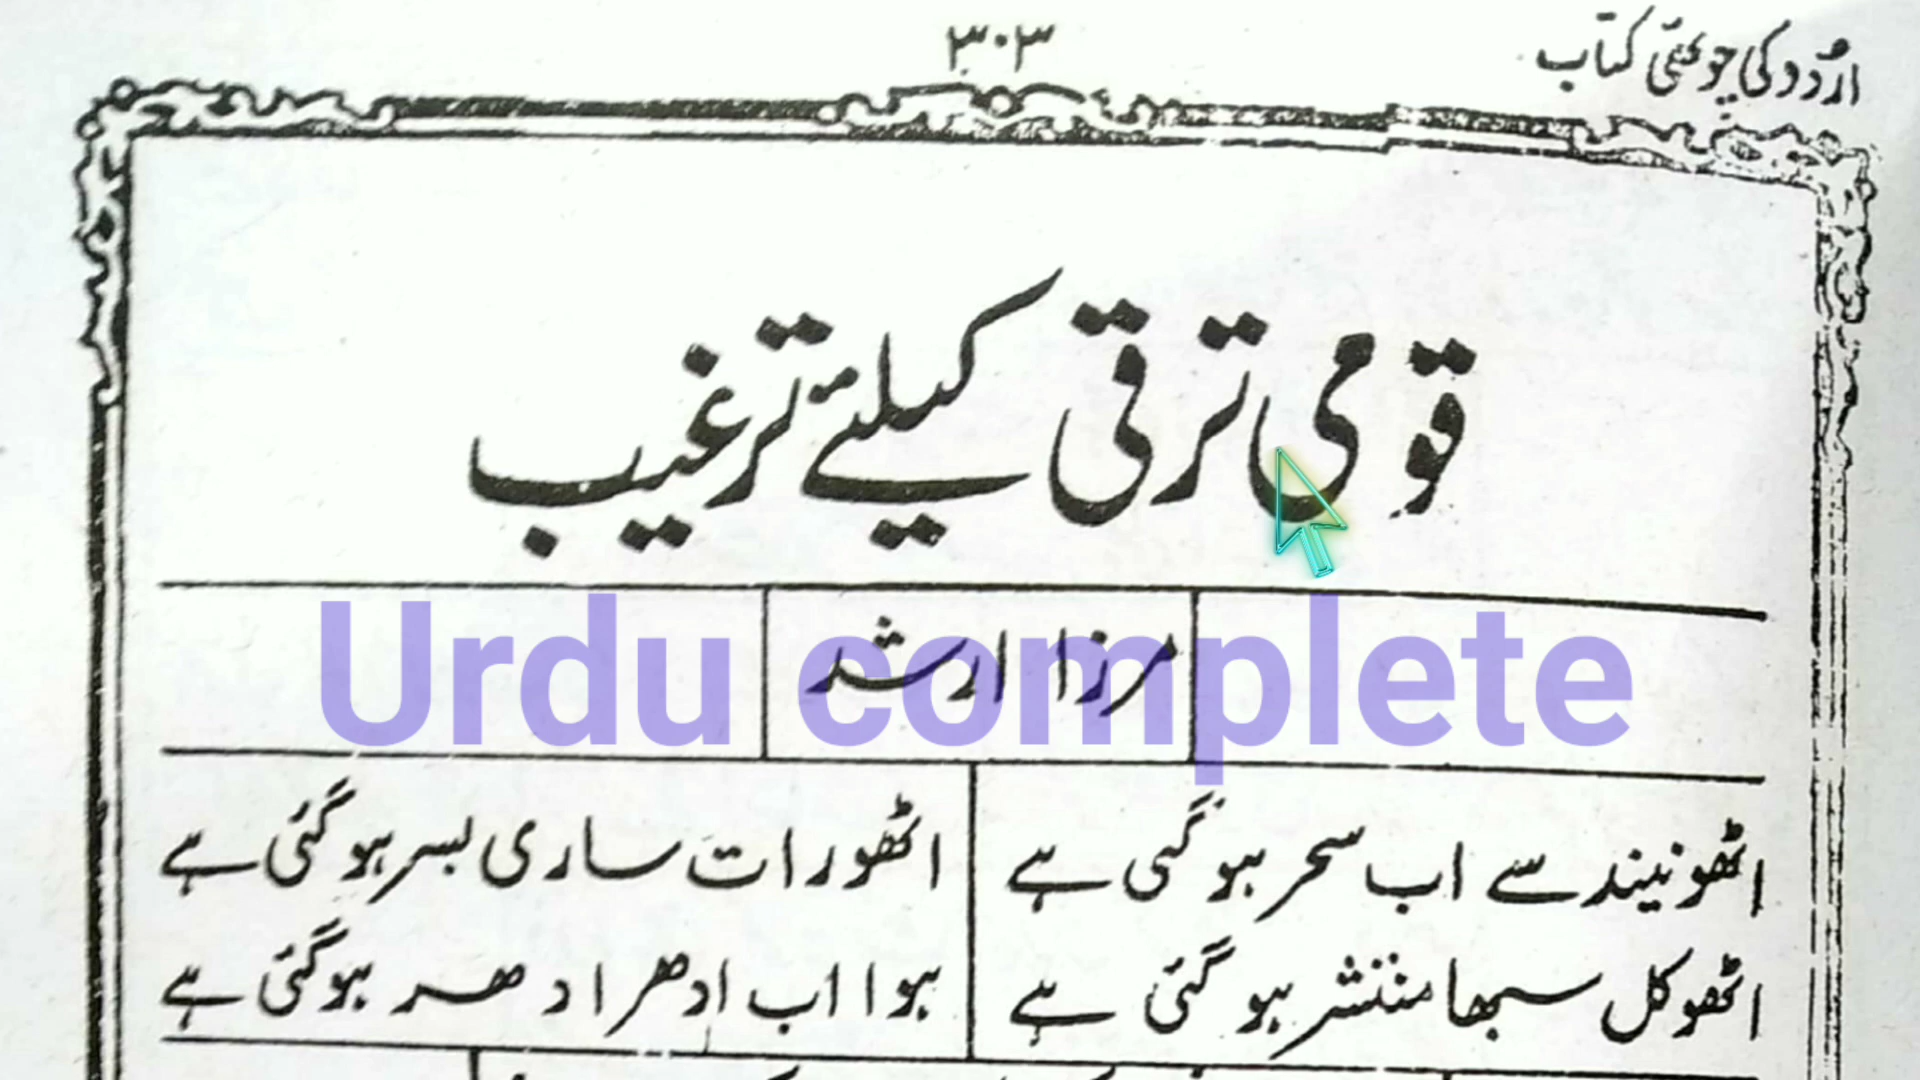 اردو کی چوتھی کتاب
۳۰۳
قومی ترقی کیلئے ترغیب
مرزا ارشد
Urdu complete
اٹھو نیند سے اب سحر ہو گئی ہے
اٹھو رات ساری بسر ہو گئی ہے
اٹھو کل سبھا منتشر ہو گئی ہے
ہوا اب ادھر ادھر ہو گئی ہے